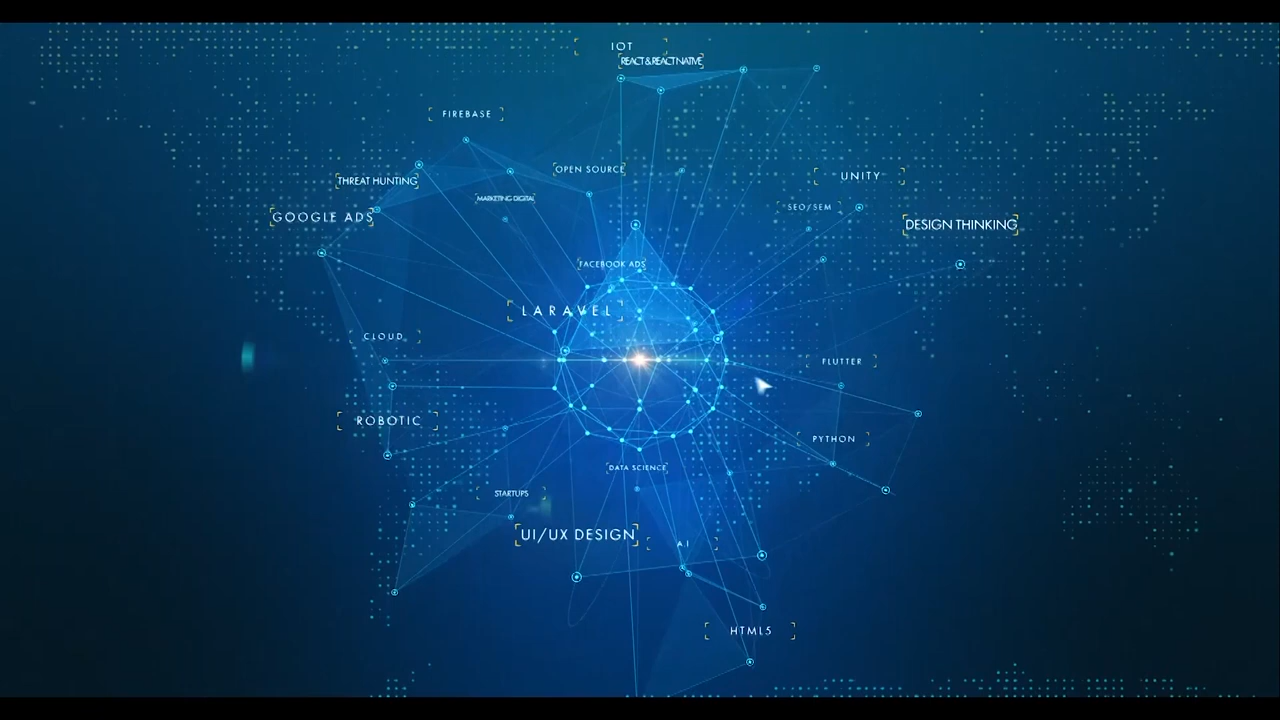 IOT
REACT & REACT NATIVE
FIREBASE
OPEN SOURCE
THREAT HUNTING
UNITY
MARKETING DIGITAL
SEO/SEM
GOOGLE ADS
DESIGN THINKING
FACEBOOK ADS
LARAVEL
CLOUD
FLUTTER
ROBOTIC
PYTHON
DATA SCIENCE
STARTUPS
UI/UX DESIGN
AI
HTML5